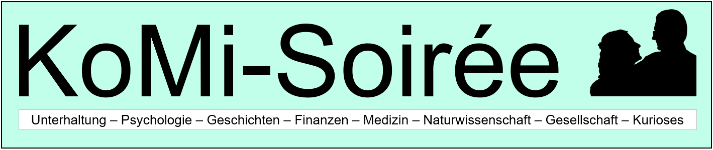 KoMi-Soirée
Unterhaltung – Psychologie – Geschichten – Finanzen – Medizin – Naturwissenschaft – Gesellschaft – Kurioses